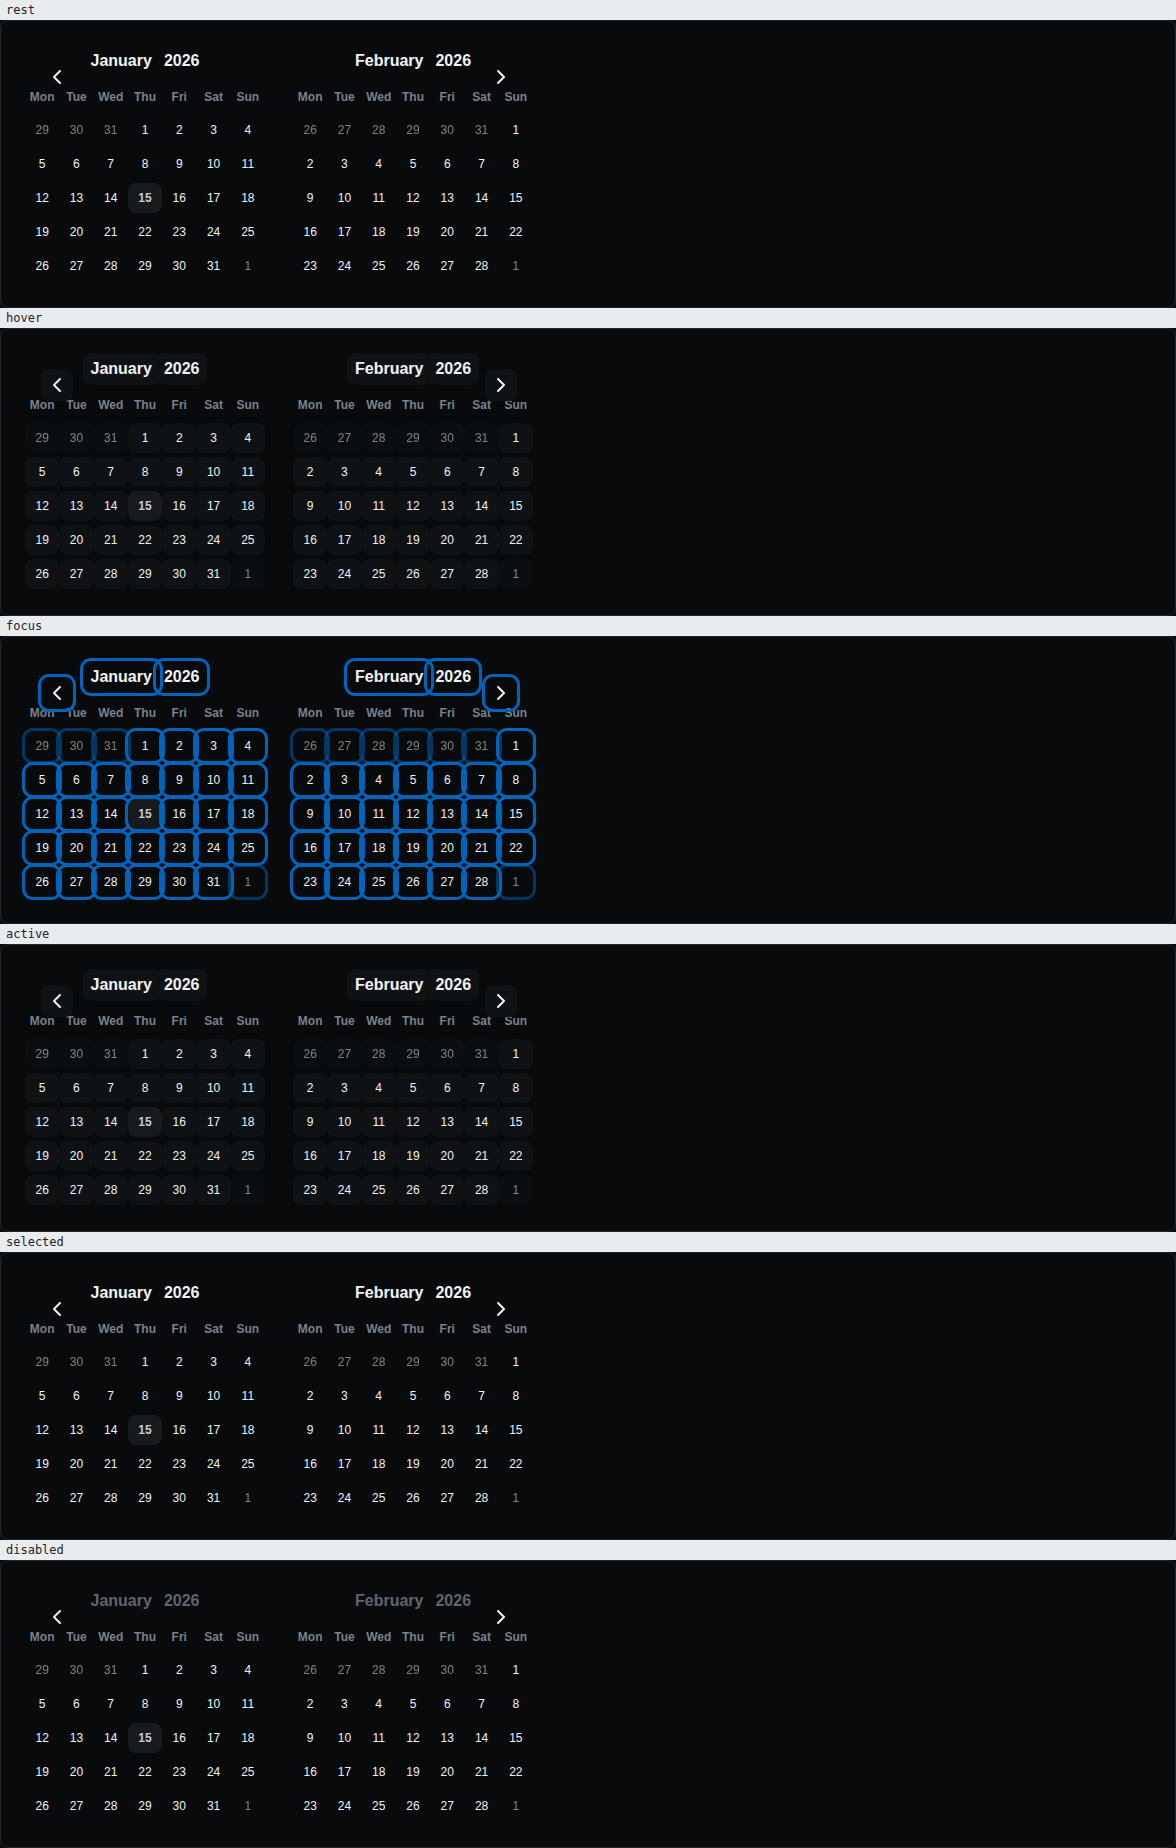 rest
January 2026 February 2026
Mon Tue Wed Thu Fri Sat Sun Mon Tue Wed Thu Fri Sat Sun
29 30 31 1 2 3 4 26 27 28 29 30 31 1
5 6 7 8 9 10 11 2 3 4 5 6 7 8
12 13 14 15 16 17 18 9 10 11 12 13 14 15
19 20 21 22 23 24 25 16 17 18 19 20 21 22
26 27 28 29 30 31 1 23 24 25 26 27 28 1
hover
January 2026 February 2026
Mon Tue Wed Thu Fri Sat Sun Mon Tue Wed Thu Fri Sat Sun
29 30 31 1 2 3 4 26 27 28 29 30 31 1
5 6 7 8 9 10 11 2 3 4 5 6 7 8
12 13 14 15 16 17 18 9 10 11 12 13 14 15
19 20 21 22 23 24 25 16 17 18 19 20 21 22
26 27 28 29 30 31 1 23 24 25 26 27 28 1
focus
January 2026 February 2026
Mon Tue Wed Thu Fri Sat Sun Mon Tue Wed Thu Fri Sat Sun
29 30 31 1 2 3 4 26 27 28 29 30 31 1
5 6 7 8 9 10 11 2 3 4 5 6 7 8
12 13 14 15 16 17 18 9 10 11 12 13 14 15
19 20 21 22 23 24 25 16 17 18 19 20 21 22
26 27 28 29 30 31 1 23 24 25 26 27 28 1
active
January 2026 February 2026
Mon Tue Wed Thu Fri Sat Sun Mon Tue Wed Thu Fri Sat Sun
29 30 31 1 2 3 4 26 27 28 29 30 31 1
5 6 7 8 9 10 11 2 3 4 5 6 7 8
12 13 14 15 16 17 18 9 10 11 12 13 14 15
19 20 21 22 23 24 25 16 17 18 19 20 21 22
26 27 28 29 30 31 1 23 24 25 26 27 28 1
selected
January 2026 February 2026
Mon Tue Wed Thu Fri Sat Sun Mon Tue Wed Thu Fri Sat Sun
29 30 31 1 2 3 4 26 27 28 29 30 31 1
5 6 7 8 9 10 11 2 3 4 5 6 7 8
12 13 14 15 16 17 18 9 10 11 12 13 14 15
19 20 21 22 23 24 25 16 17 18 19 20 21 22
26 27 28 29 30 31 1 23 24 25 26 27 28 1
disabled
January 2026 February 2026
Mon Tue Wed Thu Fri Sat Sun Mon Tue Wed Thu Fri Sat Sun
29 30 31 1 2 3 4 26 27 28 29 30 31 1
5 6 7 8 9 10 11 2 3 4 5 6 7 8
12 13 14 15 16 17 18 9 10 11 12 13 14 15
19 20 21 22 23 24 25 16 17 18 19 20 21 22
26 27 28 29 30 31 1 23 24 25 26 27 28 1